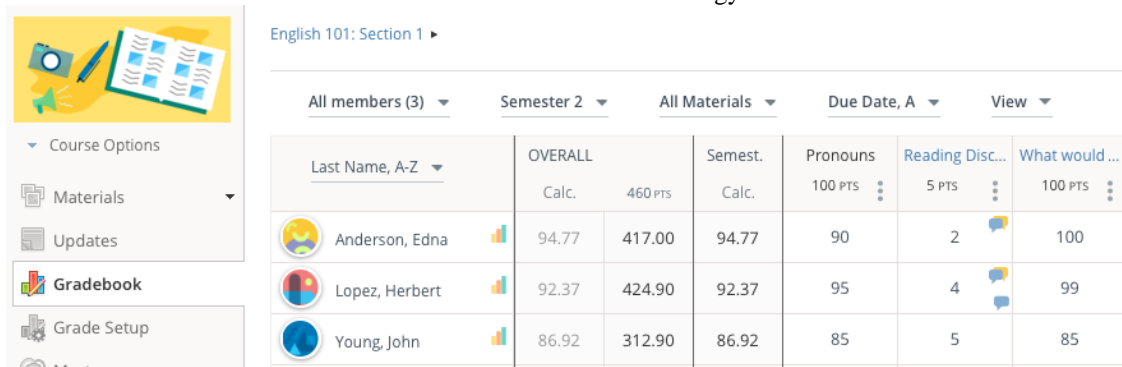 English 101: Section 1
All members (3) Semester 2 All Materials Due Date, A View
Course Options
Materials
Updates
Gradebook
Grade Setup
Last Name, A-Z OVERALL Semest. Pronouns Reading Disc... What would ...
Calc. 460 PTS Calc. 100 PTS 5 PTS 100 PTS
Anderson, Edna 94.77 417.00 94.77 90 2 100
Lopez, Herbert 92.37 424.90 92.37 95 4 99
Young, John 86.92 312.90 86.92 85 5 85